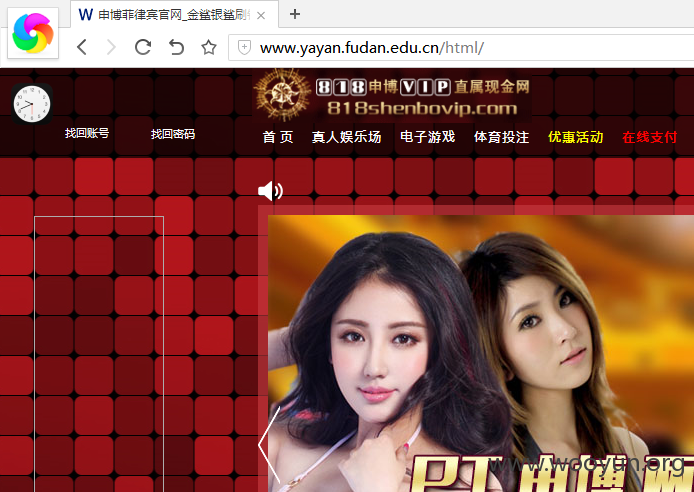 申博菲律宾官网_金鲨银鲨刷
www.yayan.fudan.edu.cn/html/
818申博VIP直属现金网
818shenbovip.com
找回账号 找回密码
首 页 真人娱乐场 电子游戏 体育投注 优惠活动 在线支付
PT申博网
www.wooyun.org